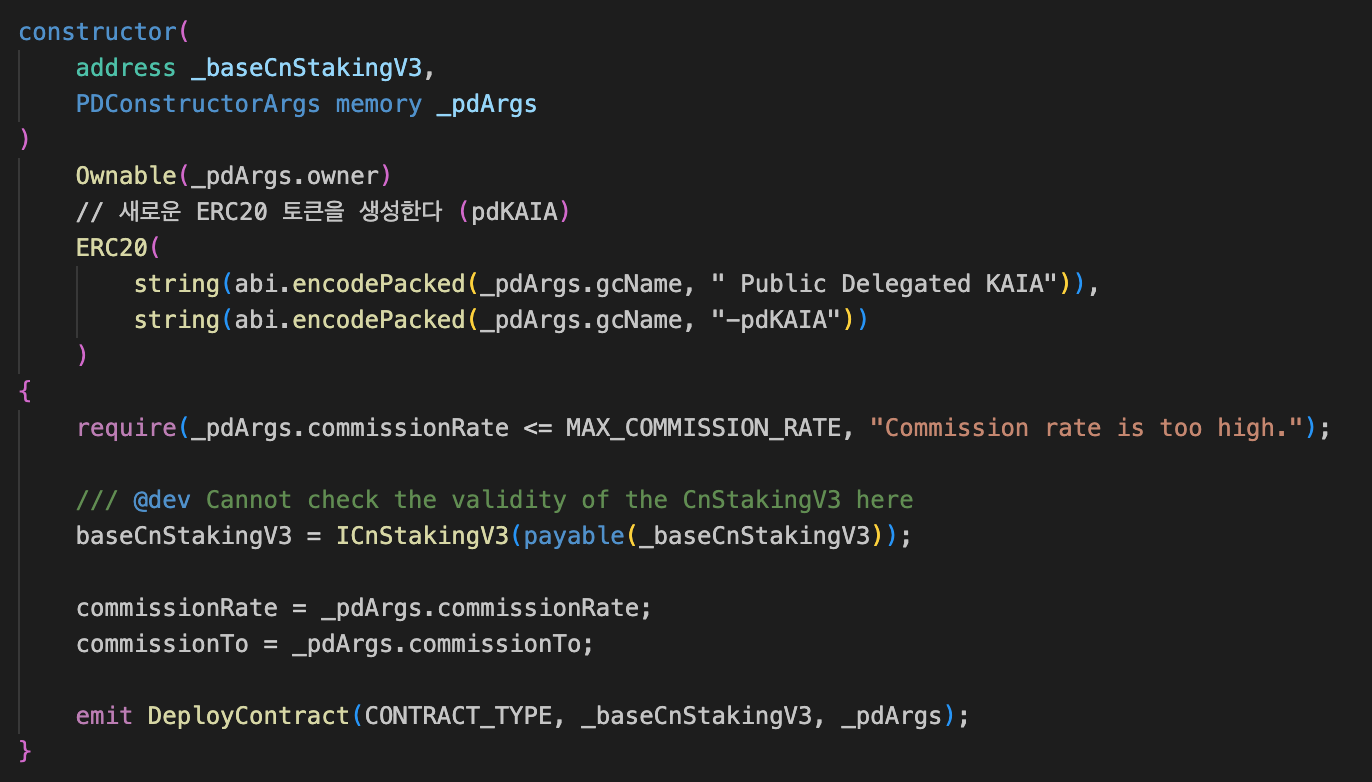 constructor(
    address _baseCnStakingV3,
    PDConstructorArgs memory _pdArgs
)
    Ownable(_pdArgs.owner)
    // 새로운 ERC20 토큰을 생성한다 (pdKAIA)
    ERC20(
        string(abi.encodePacked(_pdArgs.gcName, " Public Delegated KAIA")),
        string(abi.encodePacked(_pdArgs.gcName, "-pdKAIA"))
    )
{
    require(_pdArgs.commissionRate <= MAX_COMMISSION_RATE, "Commission rate is too high.");

    /// @dev Cannot check the validity of the CnStakingV3 here
    baseCnStakingV3 = ICnStakingV3(payable(_baseCnStakingV3));

    commissionRate = _pdArgs.commissionRate;
    commissionTo = _pdArgs.commissionTo;

    emit DeployContract(CONTRACT_TYPE, _baseCnStakingV3, _pdArgs);
}